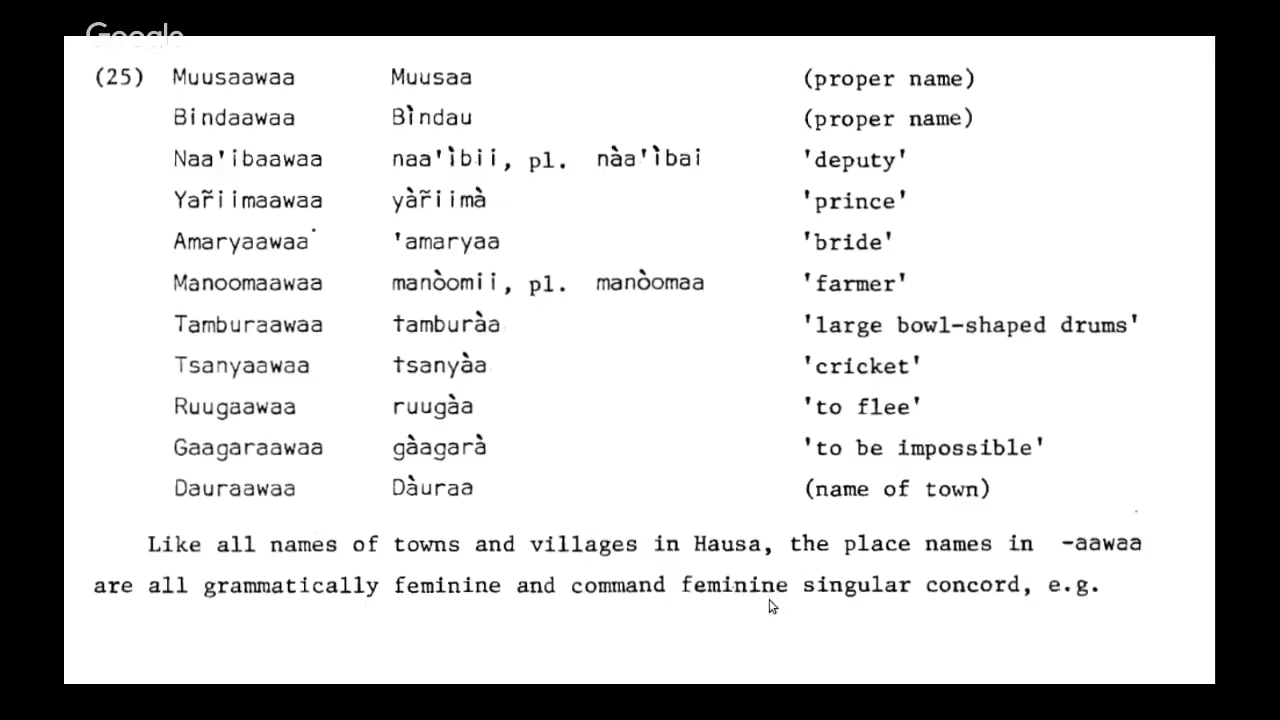 Google
(25) Muusaawaa Muusaa (proper name)
Bindaawaa Bìndau (proper name)
Naa'ibaawaa naa'ìbii, pl. nàa'ìbai 'deputy'
Yar̃iimaawaa yàr̃iimà 'prince'
Amaryaawaa 'amaryaa 'bride'
Manoomaawaa manòomii, pl. manòomaa 'farmer'
Tamburaawaa tamburàa 'large bowl-shaped drums'
Tsanyaawaa tsanyàa 'cricket'
Ruugaawaa ruugàa 'to flee'
Gaagaraawaa gàagarà 'to be impossible'
Dauraawaa Dàuraa (name of town)
Like all names of towns and villages in Hausa, the place names in -aawaa
are all grammatically feminine and command feminine singular concord, e.g.